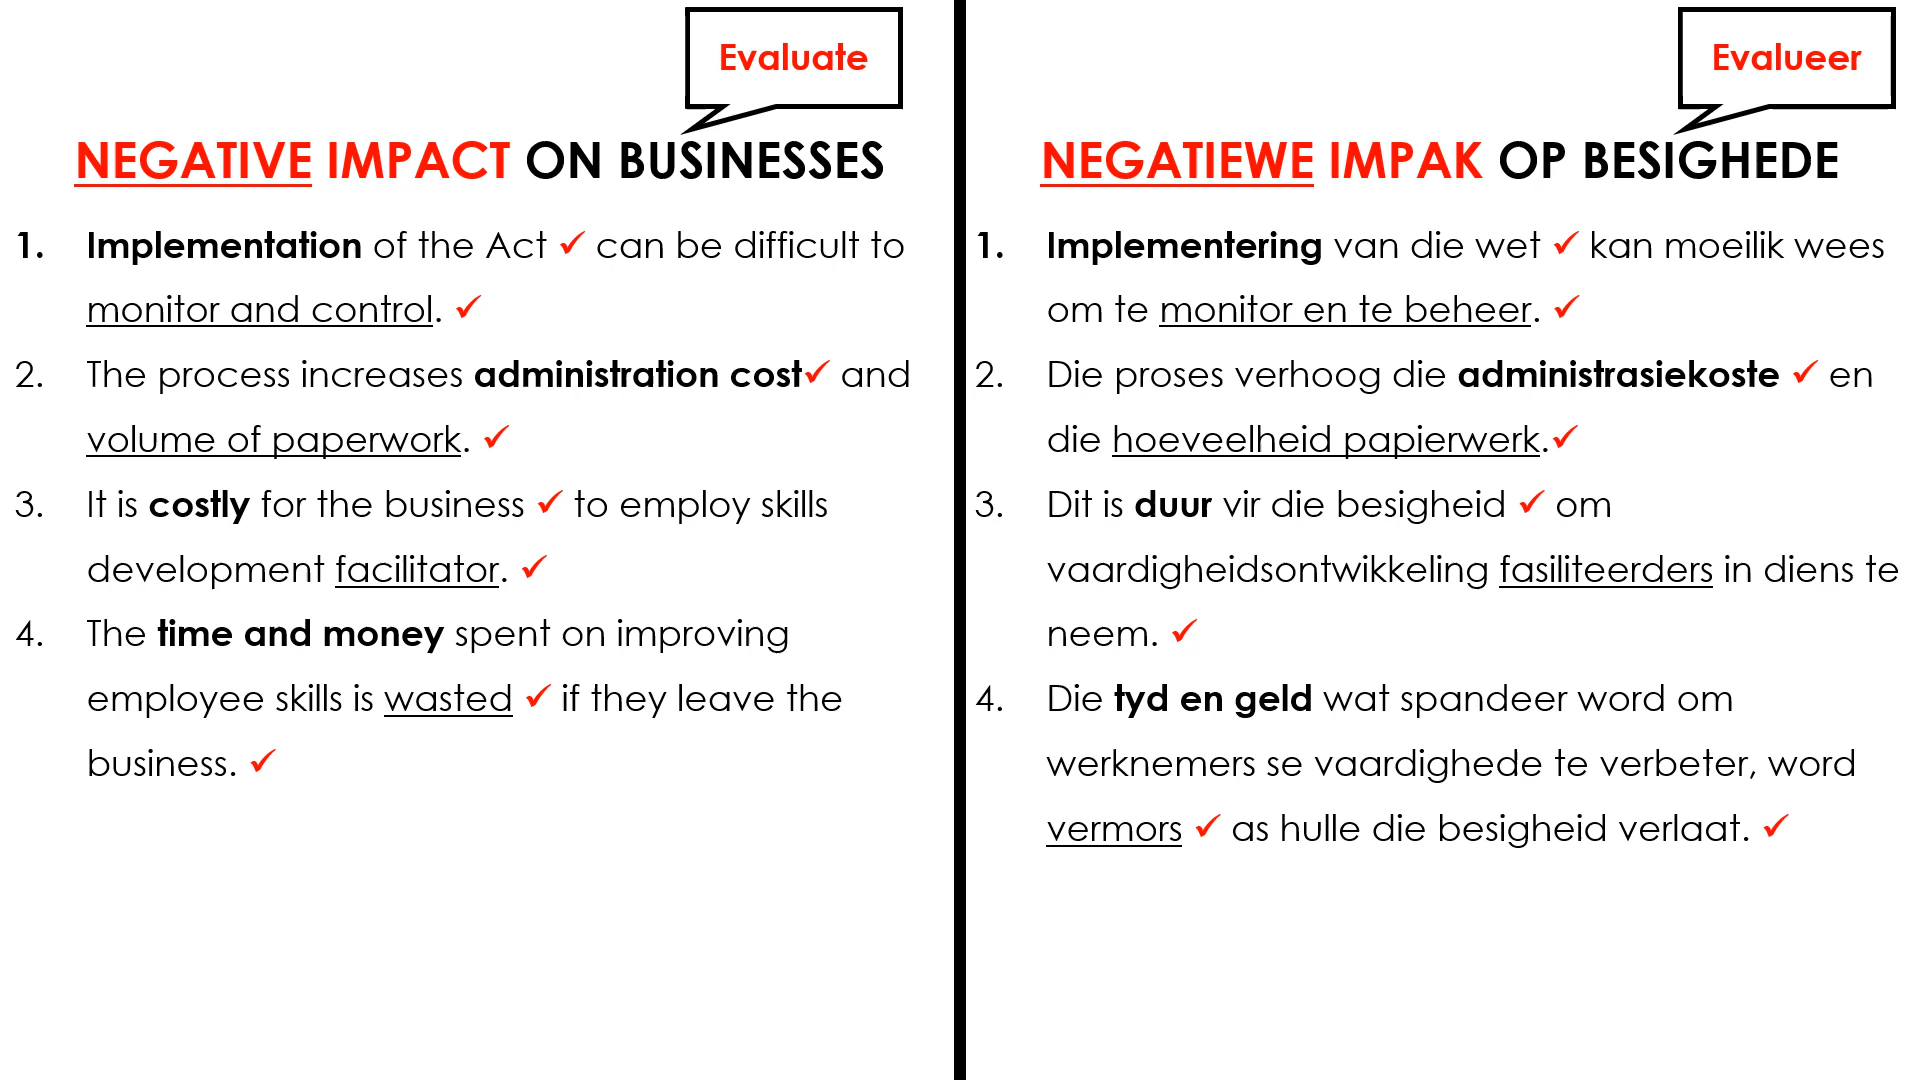 Evaluate
NEGATIVE IMPACT ON BUSINESSES
1. Implementation of the Act ✓ can be difficult to
monitor and control. ✓
2. The process increases administration cost✓ and
volume of paperwork. ✓
3. It is costly for the business ✓ to employ skills
development facilitator. ✓
4. The time and money spent on improving
employee skills is wasted ✓ if they leave the
business. ✓
Evalueer
NEGATIEWE IMPAK OP BESIGHEDE
1. Implementering van die wet ✓ kan moeilik wees
om te monitor en te beheer. ✓
2. Die proses verhoog die administrasiekoste ✓ en
die hoeveelheid papierwerk.✓
3. Dit is duur vir die besigheid ✓ om
vaardigheidsontwikkeling fasiliteerders in diens te
neem. ✓
4. Die tyd en geld wat spandeer word om
werknemers se vaardighede te verbeter, word
vermors ✓ as hulle die besigheid verlaat. ✓